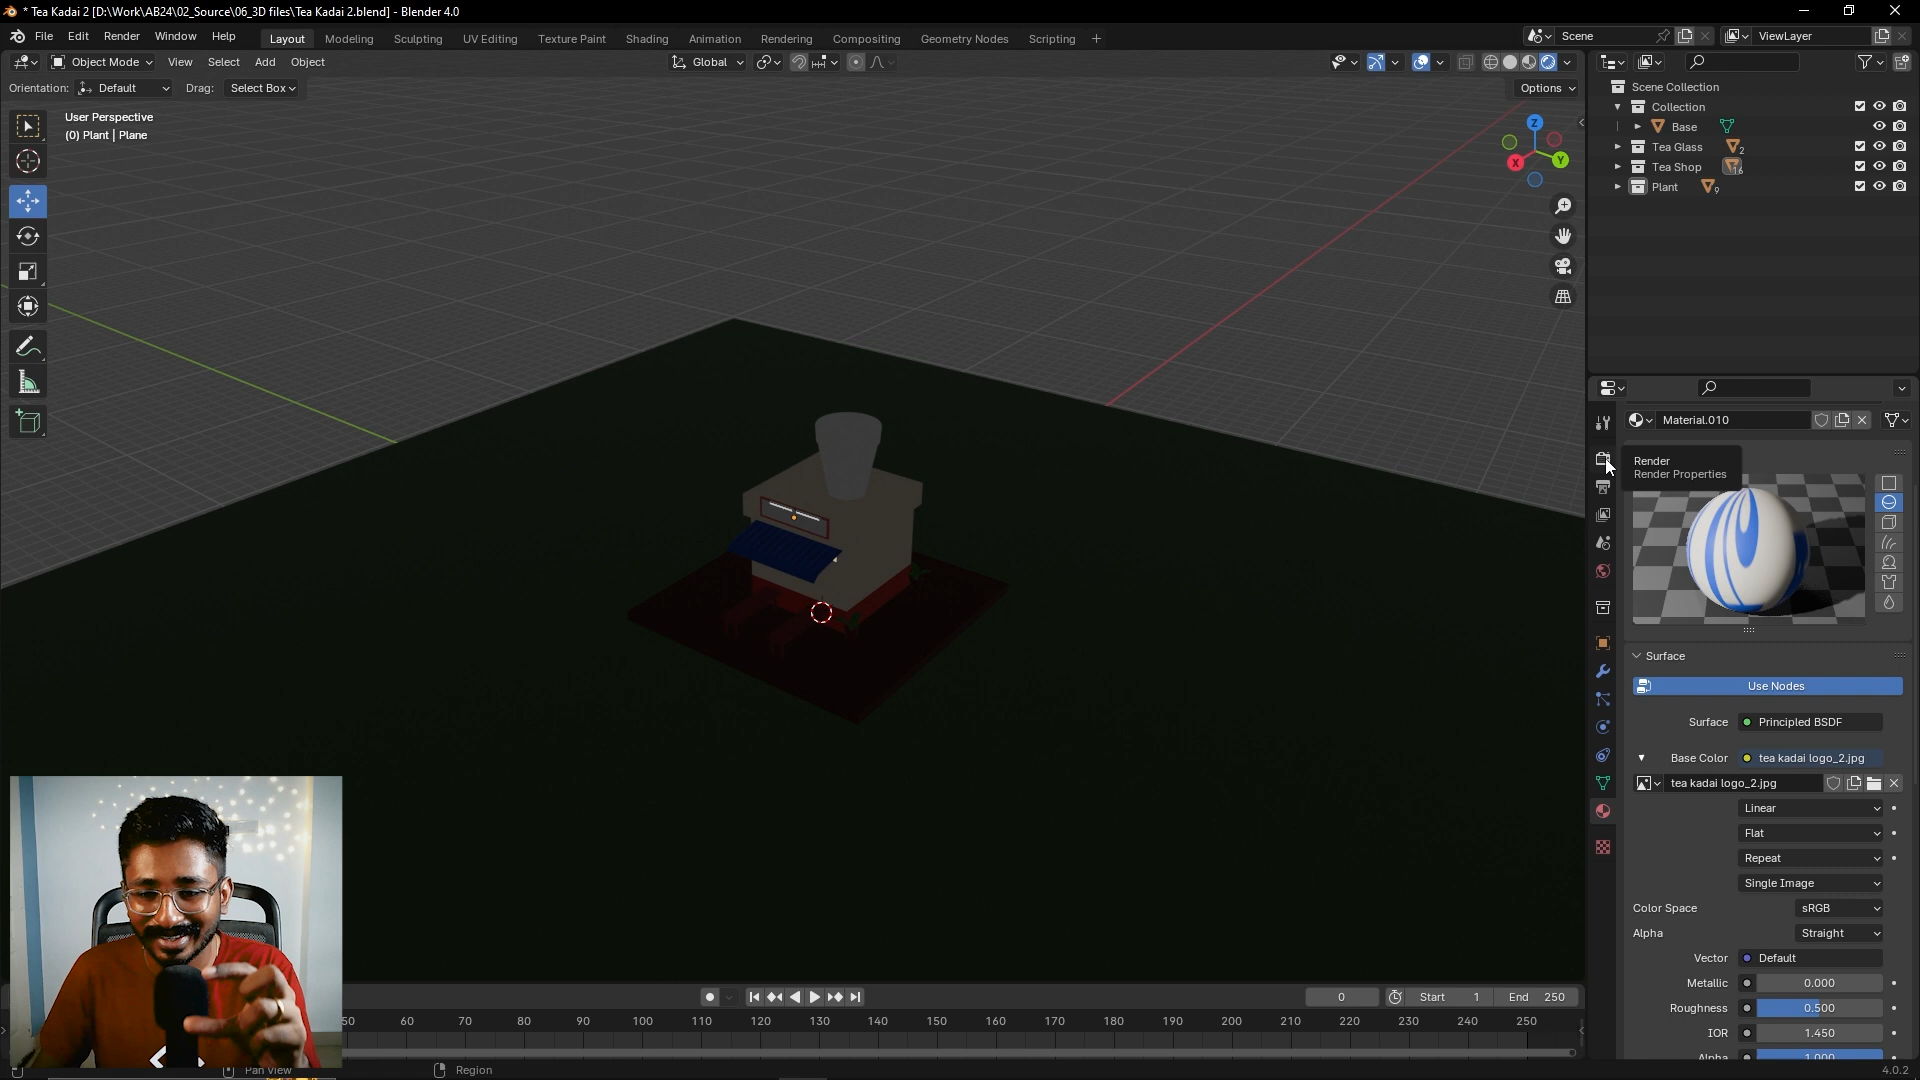 * Tea Kadai 2 [D:\Work\AB24\02_Source\06_3D files\Tea Kadai 2.blend] - Blender 4.0
File Edit Render Window Help
Layout Modeling Sculpting UV Editing Texture Paint Shading Animation Rendering Compositing Geometry Nodes Scripting +
Scene
ViewLayer
Object Mode View Select Add Object
Global
Orientation: Default Drag: Select Box
Options
User Perspective
(0) Plant | Plane
Z
X
Y
Scene Collection
Collection
Base
Tea Glass 2
Tea Shop 16
Plant 9
Material.010
Render
Render Properties
Surface
Use Nodes
Surface Principled BSDF
Base Color tea kadai logo_2.jpg
tea kadai logo_2.jpg
Linear
Flat
Repeat
Single Image
Color Space sRGB
Alpha Straight
Vector Default
Metallic 0.000
Roughness 0.500
IOR 1.450
Alpha 1.000
0 Start 1 End 250
50 60 70 80 90 100 110 120 130 140 150 160 170 180 190 200 210 220 230 240 250
Pan View
Region
4.0.2